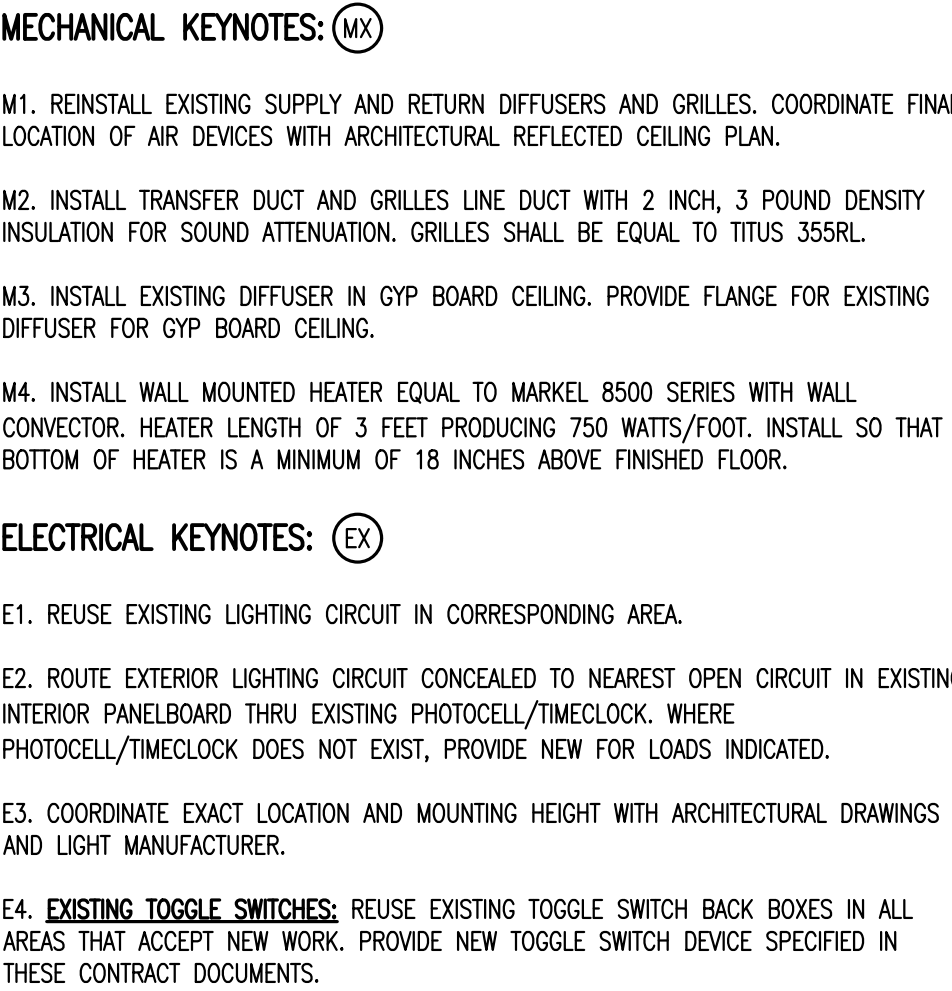 MECHANICAL KEYNOTES: MX
M1. REINSTALL EXISTING SUPPLY AND RETURN DIFFUSERS AND GRILLES. COORDINATE FINAL
LOCATION OF AIR DEVICES WITH ARCHITECTURAL REFLECTED CEILING PLAN.
M2. INSTALL TRANSFER DUCT AND GRILLES LINE DUCT WITH 2 INCH, 3 POUND DENSITY
INSULATION FOR SOUND ATTENUATION. GRILLES SHALL BE EQUAL TO TITUS 355RL.
M3. INSTALL EXISTING DIFFUSER IN GYP BOARD CEILING. PROVIDE FLANGE FOR EXISTING
DIFFUSER FOR GYP BOARD CEILING.
M4. INSTALL WALL MOUNTED HEATER EQUAL TO MARKEL 8500 SERIES WITH WALL
CONVECTOR. HEATER LENGTH OF 3 FEET PRODUCING 750 WATTS/FOOT. INSTALL SO THAT
BOTTOM OF HEATER IS A MINIMUM OF 18 INCHES ABOVE FINISHED FLOOR.
ELECTRICAL KEYNOTES: EX
E1. REUSE EXISTING LIGHTING CIRCUIT IN CORRESPONDING AREA.
E2. ROUTE EXTERIOR LIGHTING CIRCUIT CONCEALED TO NEAREST OPEN CIRCUIT IN EXISTING
INTERIOR PANELBOARD THRU EXISTING PHOTOCELL/TIMECLOCK. WHERE
PHOTOCELL/TIMECLOCK DOES NOT EXIST, PROVIDE NEW FOR LOADS INDICATED.
E3. COORDINATE EXACT LOCATION AND MOUNTING HEIGHT WITH ARCHITECTURAL DRAWINGS
AND LIGHT MANUFACTURER.
E4. EXISTING TOGGLE SWITCHES: REUSE EXISTING TOGGLE SWITCH BACK BOXES IN ALL
AREAS THAT ACCEPT NEW WORK. PROVIDE NEW TOGGLE SWITCH DEVICE SPECIFIED IN
THESE CONTRACT DOCUMENTS.